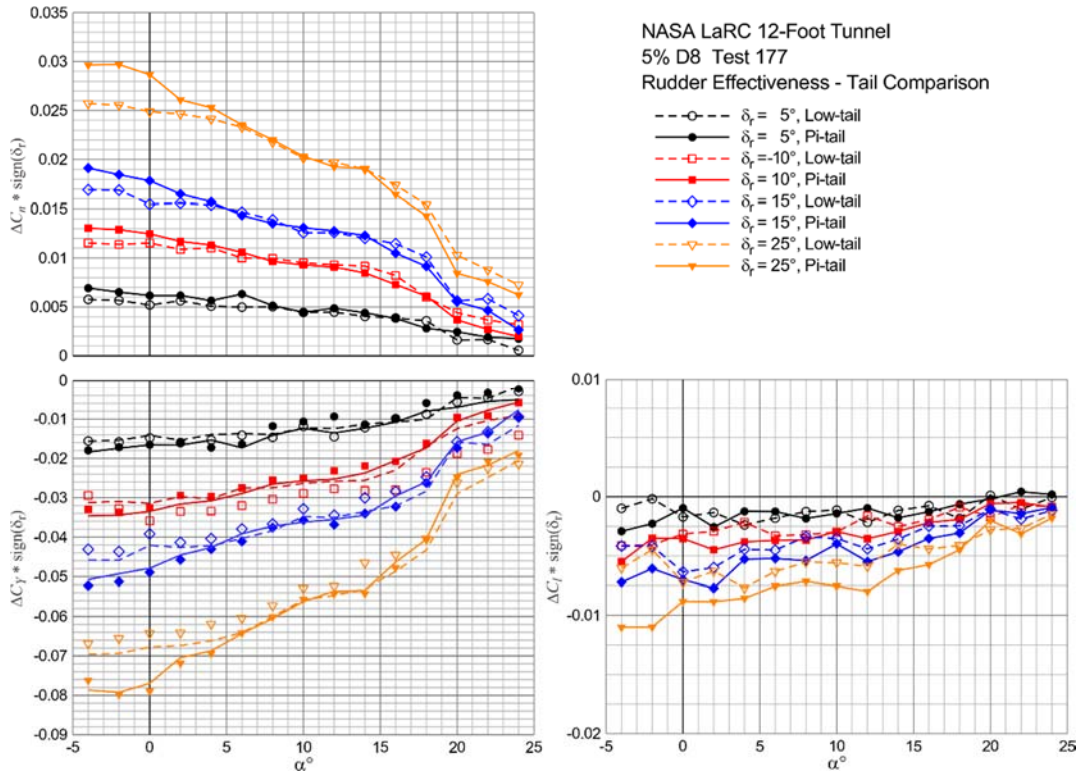 NASA LaRC 12-Foot Tunnel
5% D8 Test 177
Rudder Effectiveness - Tail Comparison
δr = 5°, Low-tail
δr = 5°, Pi-tail
δr =-10°, Low-tail
δr = 10°, Pi-tail
δr = 15°, Low-tail
δr = 15°, Pi-tail
δr = 25°, Low-tail
δr = 25°, Pi-tail
ΔCn * sign(δr)
0.035
0.03
0.025
0.02
0.015
0.01
0.005
0
ΔCY * sign(δr)
0
-0.01
-0.02
-0.03
-0.04
-0.05
-0.06
-0.07
-0.08
-0.09
-5 0 5 10 15 20 25
α°
ΔCl * sign(δr)
0.01
0
-0.01
-0.02
-5 0 5 10 15 20 25
α°